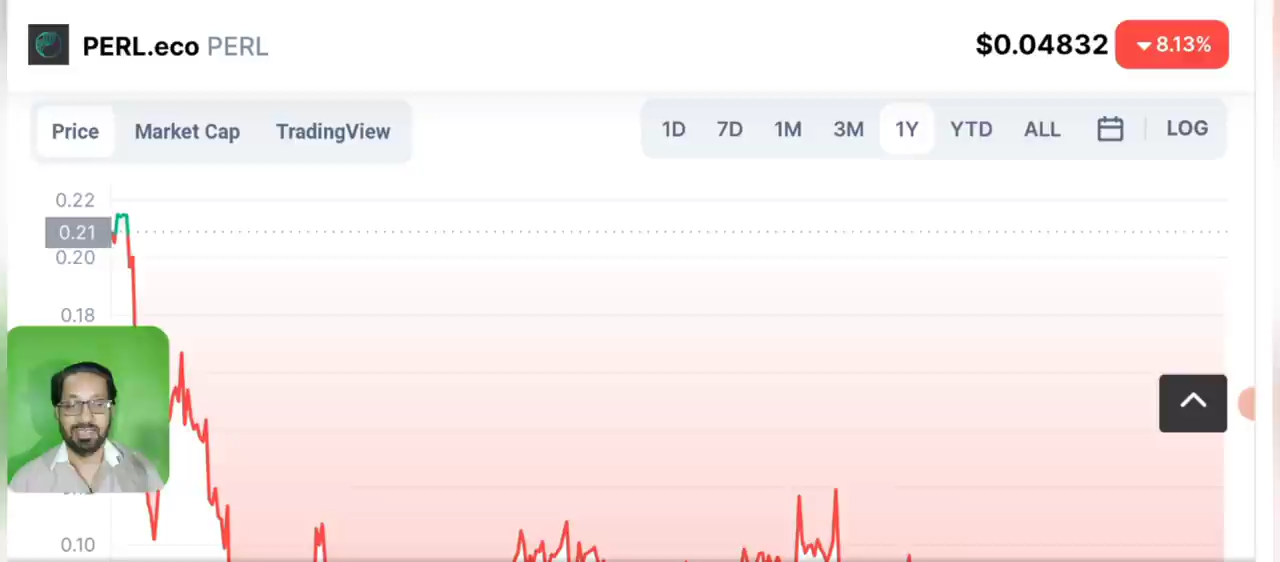 PERL.eco PERL
$0.04832 8.13%
Price Market Cap TradingView
1D 7D 1M 3M 1Y YTD ALL LOG
0.22
0.21
0.20
0.18
0.10